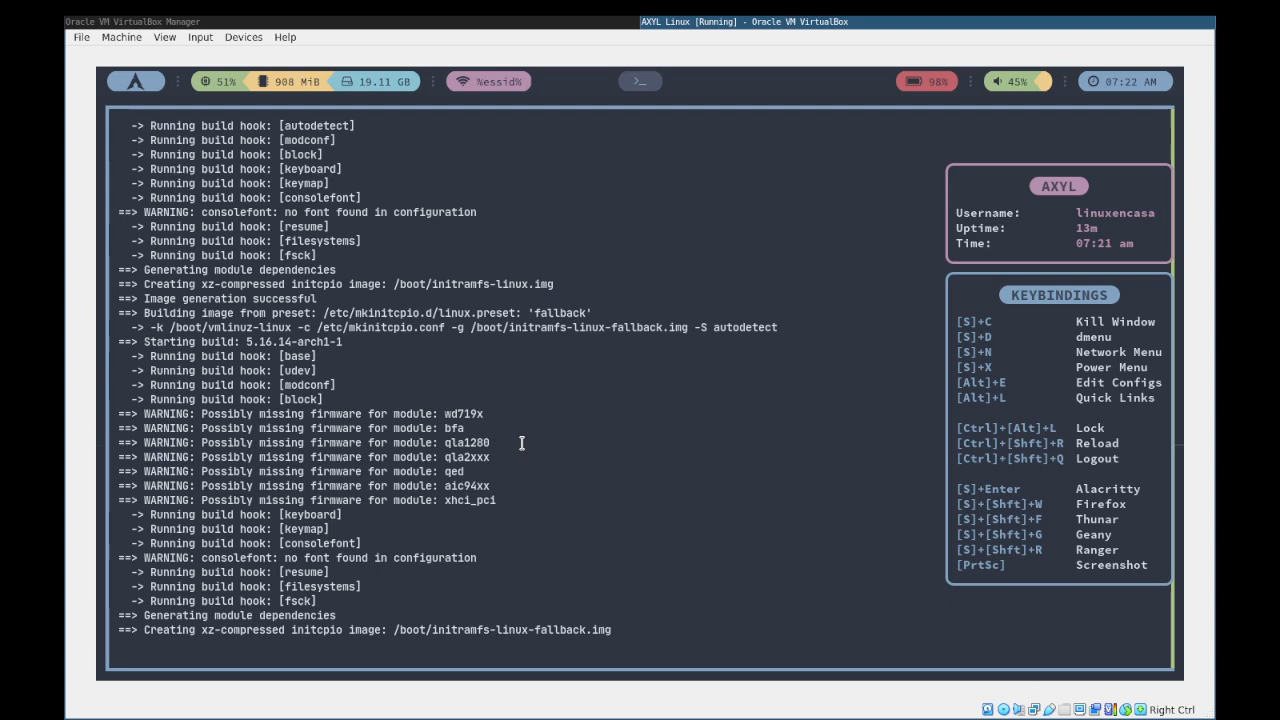 Oracle VM VirtualBox Manager
AXYL Linux [Running] - Oracle VM VirtualBox
File Machine View Input Devices Help
51% 908 MiB 19.11 GB %essid% >_ 98% 45% 07:22 AM
-> Running build hook: [autodetect]
-> Running build hook: [modconf]
-> Running build hook: [block]
-> Running build hook: [keyboard]
-> Running build hook: [keymap]
-> Running build hook: [consolefont]
==> WARNING: consolefont: no font found in configuration
-> Running build hook: [resume]
-> Running build hook: [filesystems]
-> Running build hook: [fsck]
==> Generating module dependencies
==> Creating xz-compressed initcpio image: /boot/initramfs-linux.img
==> Image generation successful
==> Building image from preset: /etc/mkinitcpio.d/linux.preset: 'fallback'
-> -k /boot/vmlinuz-linux -c /etc/mkinitcpio.conf -g /boot/initramfs-linux-fallback.img -S autodetect
==> Starting build: 5.16.14-arch1-1
-> Running build hook: [base]
-> Running build hook: [udev]
-> Running build hook: [modconf]
-> Running build hook: [block]
==> WARNING: Possibly missing firmware for module: wd719x
==> WARNING: Possibly missing firmware for module: bfa
==> WARNING: Possibly missing firmware for module: qla1280
==> WARNING: Possibly missing firmware for module: qla2xxx
==> WARNING: Possibly missing firmware for module: qed
==> WARNING: Possibly missing firmware for module: aic94xx
==> WARNING: Possibly missing firmware for module: xhci_pci
-> Running build hook: [keyboard]
-> Running build hook: [keymap]
-> Running build hook: [consolefont]
==> WARNING: consolefont: no font found in configuration
-> Running build hook: [resume]
-> Running build hook: [filesystems]
-> Running build hook: [fsck]
==> Generating module dependencies
==> Creating xz-compressed initcpio image: /boot/initramfs-linux-fallback.img
AXYL
Username: linuxencasa
Uptime: 13m
Time: 07:21 am
KEYBINDINGS
[S]+C Kill Window
[S]+D dmenu
[S]+N Network Menu
[S]+X Power Menu
[Alt]+E Edit Configs
[Alt]+L Quick Links
[Ctrl]+[Alt]+L Lock
[Ctrl]+[Shft]+R Reload
[Ctrl]+[Shft]+Q Logout
[S]+Enter Alacritty
[S]+[Shft]+W Firefox
[S]+[Shft]+F Thunar
[S]+[Shft]+G Geany
[S]+[Shft]+R Ranger
[PrtSc] Screenshot
Right Ctrl